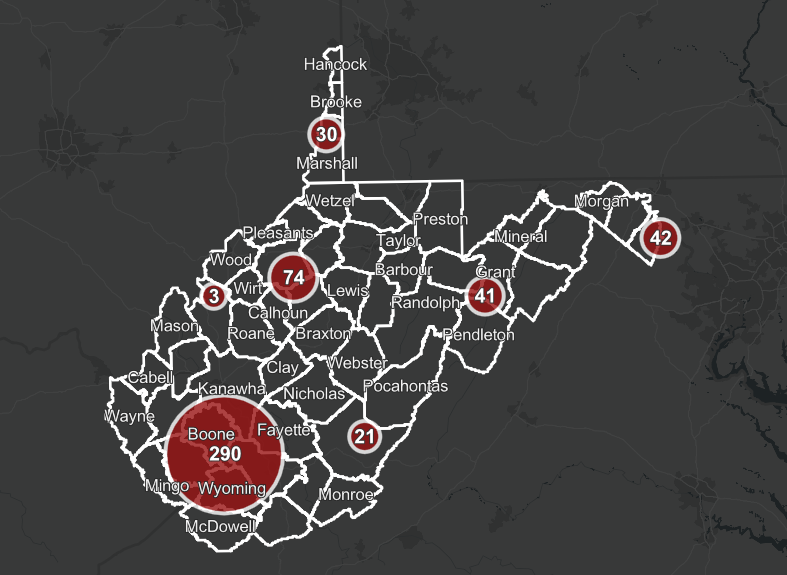 Hancock
Brooke
30
Marshall
Wetzel
Morgan
Preston
Pleasants
Taylor
Mineral
42
Wood
Barbour
Grant
74
Wirt
Lewis
3
Randolph
41
Calhoun
Mason
Roane
Braxton
Pendleton
Webster
Clay
Cabell
Kanawha
Nicholas
Pocahontas
Wayne
Boone
Fayette
21
290
Mingo
Wyoming
Monroe
McDowell